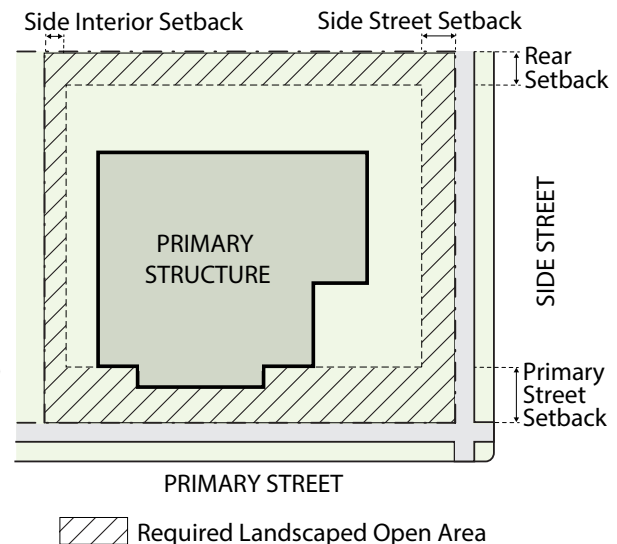 Side Interior Setback
Side Street Setback
Rear
Setback
PRIMARY
STRUCTURE
SIDE STREET
Primary
Street
Setback
PRIMARY STREET
Required Landscaped Open Area